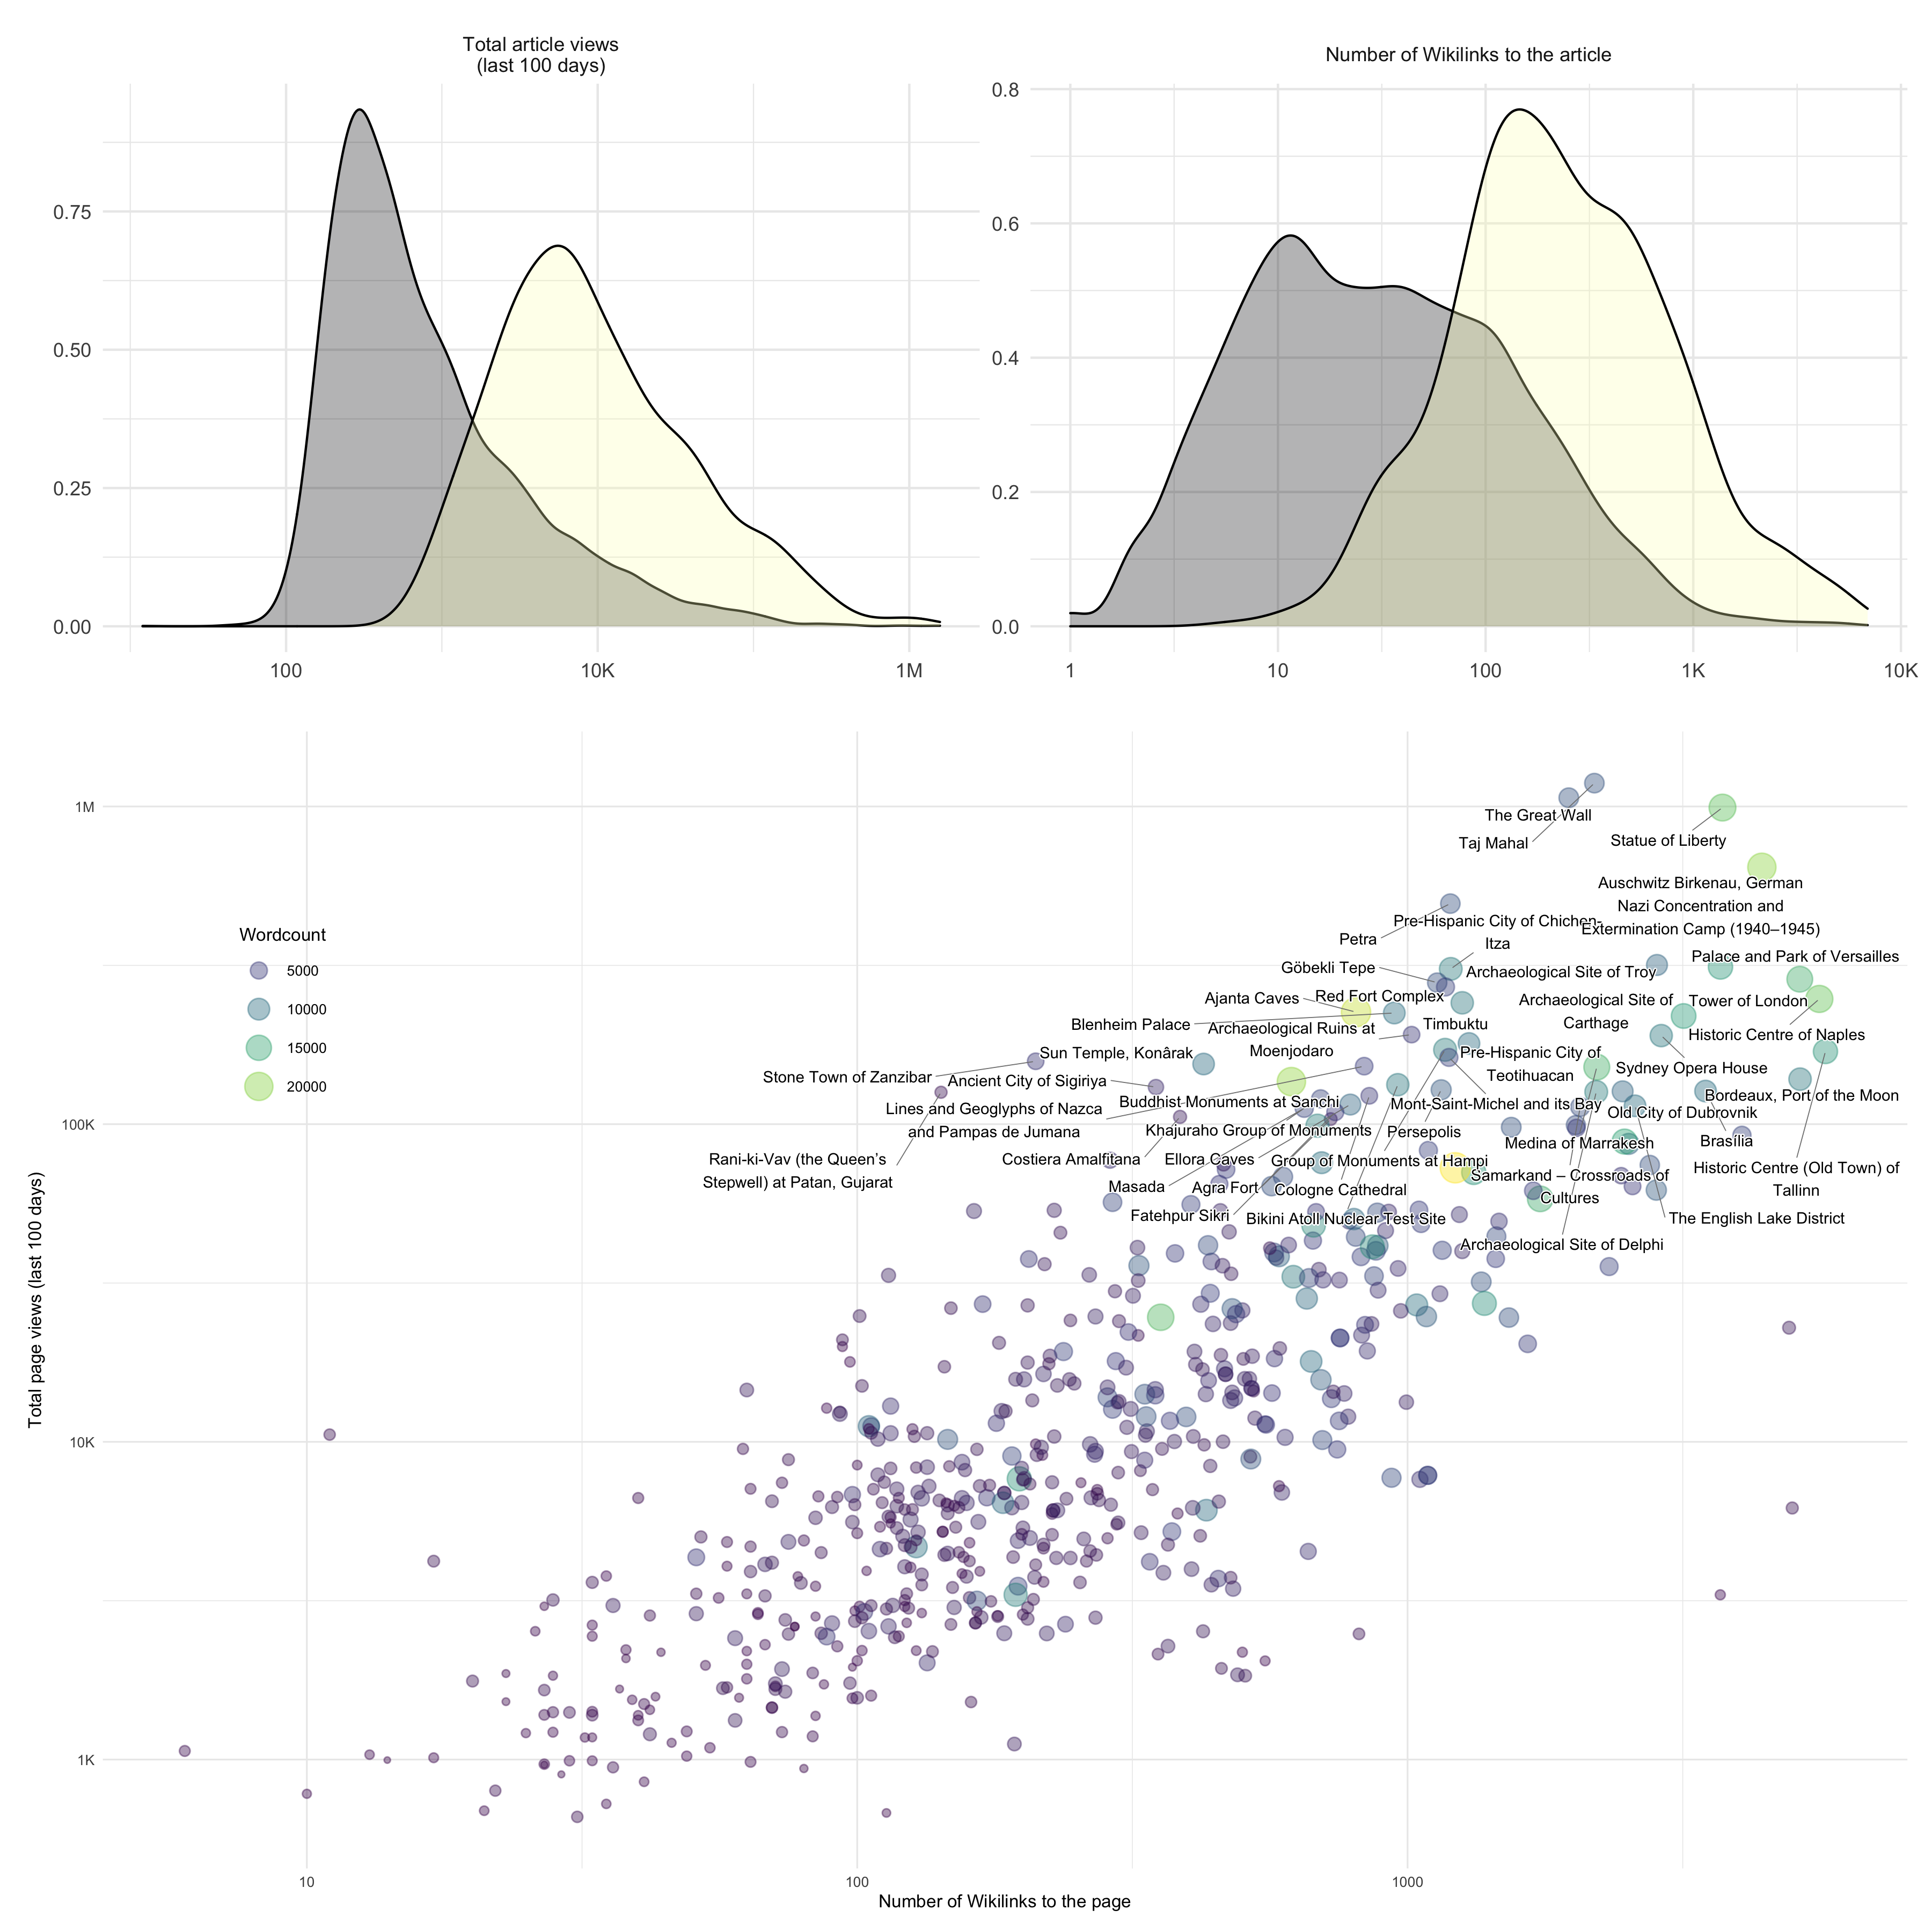 Total article views
(last 100 days)
Number of Wikilinks to the article
0.75
0.50
0.25
0.00
100
10K
1M
0.8
0.6
0.4
0.2
0.0
1
10
100
1K
10K
Total page views (last 100 days)
1M
100K
10K
1K
Wordcount
5000
10000
15000
20000
The Great Wall
Taj Mahal
Statue of Liberty
Auschwitz Birkenau, German
Nazi Concentration and
Extermination Camp (1940–1945)
Pre-Hispanic City of Chichen-
Itza
Petra
Palace and Park of Versailles
Göbekli Tepe
Archaeological Site of Troy
Ajanta Caves
Red Fort Complex
Archaeological Site of
Carthage
Tower of London
Blenheim Palace
Archaeological Ruins at
Moenjodaro
Timbuktu
Historic Centre of Naples
Sun Temple, Konârak
Pre-Hispanic City of
Teotihuacan
Sydney Opera House
Stone Town of Zanzibar
Ancient City of Sigiriya
Bordeaux, Port of the Moon
Lines and Geoglyphs of Nazca
and Pampas de Jumana
Buddhist Monuments at Sanchi
Mont-Saint-Michel and its Bay
Old City of Dubrovnik
Khajuraho Group of Monuments
Persepolis
Medina of Marrakesh
Brasília
Rani-ki-Vav (the Queen’s
Stepwell) at Patan, Gujarat
Costiera Amalfitana
Ellora Caves
Group of Monuments at Hampi
Historic Centre (Old Town) of
Tallinn
Samarkand – Crossroads of
Cultures
Masada
Agra Fort
Cologne Cathedral
Fatehpur Sikri
Bikini Atoll Nuclear Test Site
The English Lake District
Archaeological Site of Delphi
10
100
1000
Number of Wikilinks to the page